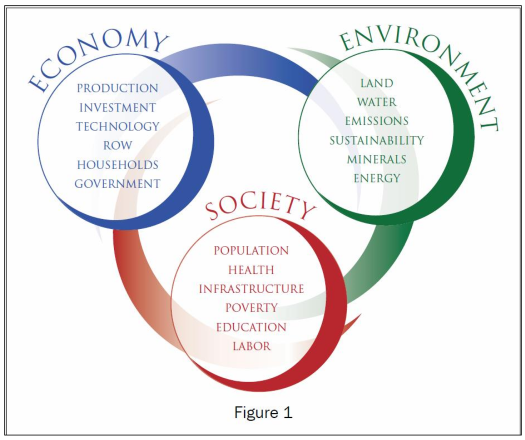 ECONOMY
PRODUCTION
INVESTMENT
TECHNOLOGY
ROW
HOUSEHOLDS
GOVERNMENT
ENVIRONMENT
LAND
WATER
EMISSIONS
SUSTAINABILITY
MINERALS
ENERGY
SOCIETY
POPULATION
HEALTH
INFRASTRUCTURE
POVERTY
EDUCATION
LABOR
Figure 1